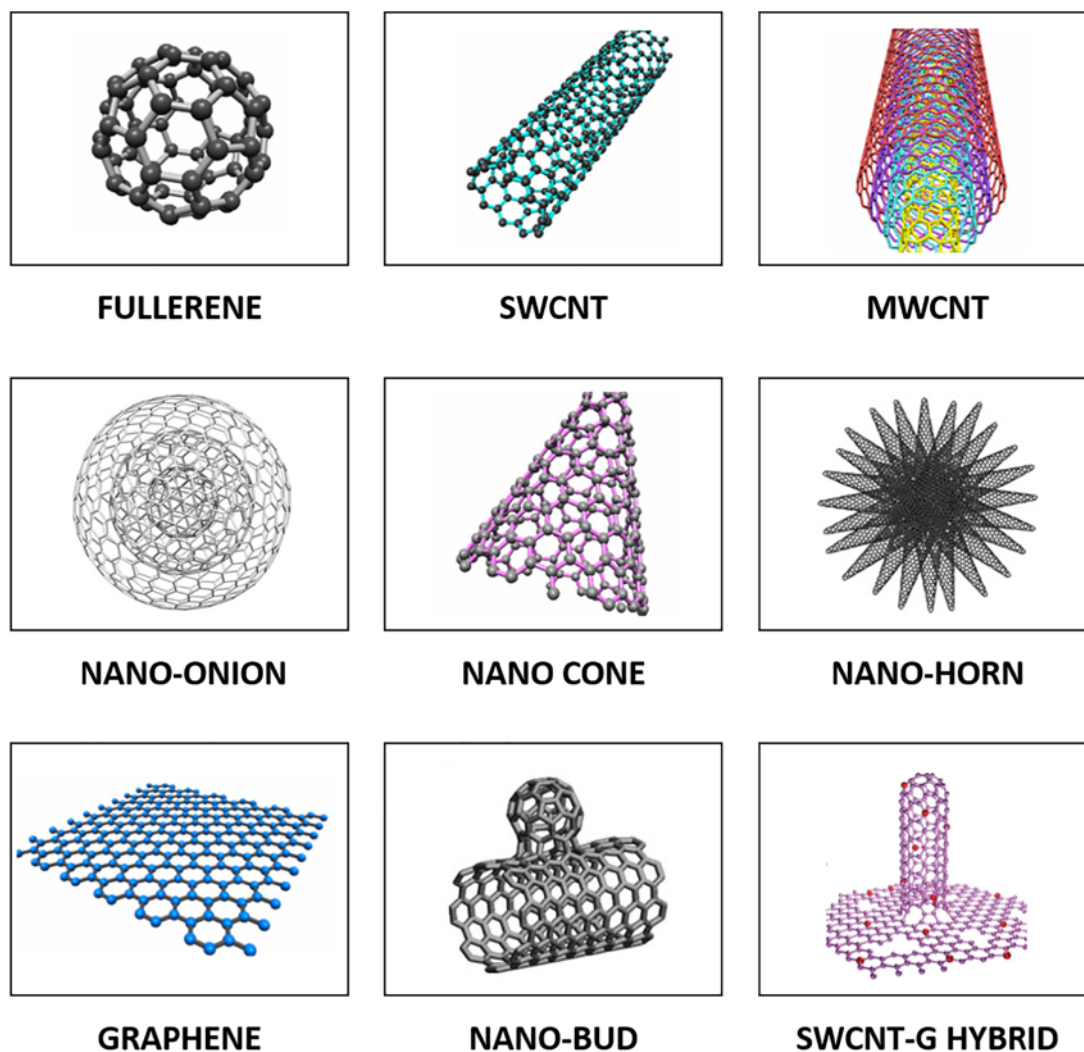 FULLERENE
SWCNT
MWCNT
NANO-ONION
NANO CONE
NANO-HORN
GRAPHENE
NANO-BUD
SWCNT-G HYBRID